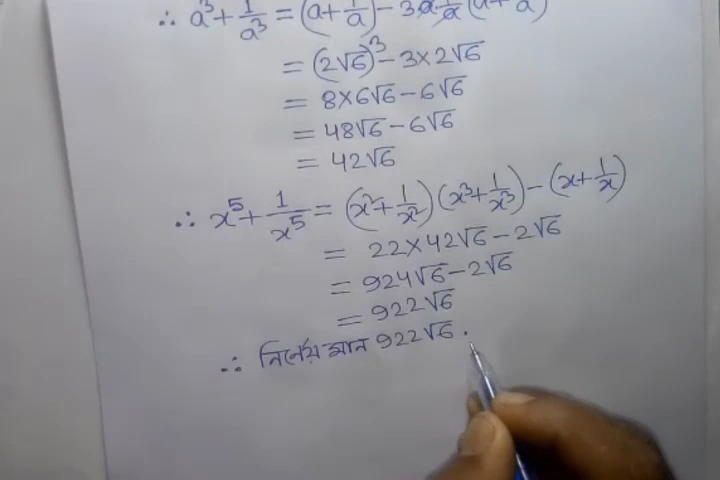 ∴ a³ + 1/a³ = (a + 1/a) - 3a·1/a (a + a)
= (2√6)³ - 3×2√6
= 8×6√6 - 6√6
= 48√6 - 6√6
= 42√6
∴ x⁵ + 1/x⁵ = (x² + 1/x²)(x³ + 1/x³) - (x + 1/x)
= 22×42√6 - 2√6
= 924√6 - 2√6
= 922√6
∴ নির্ণেয় মান 922√6.